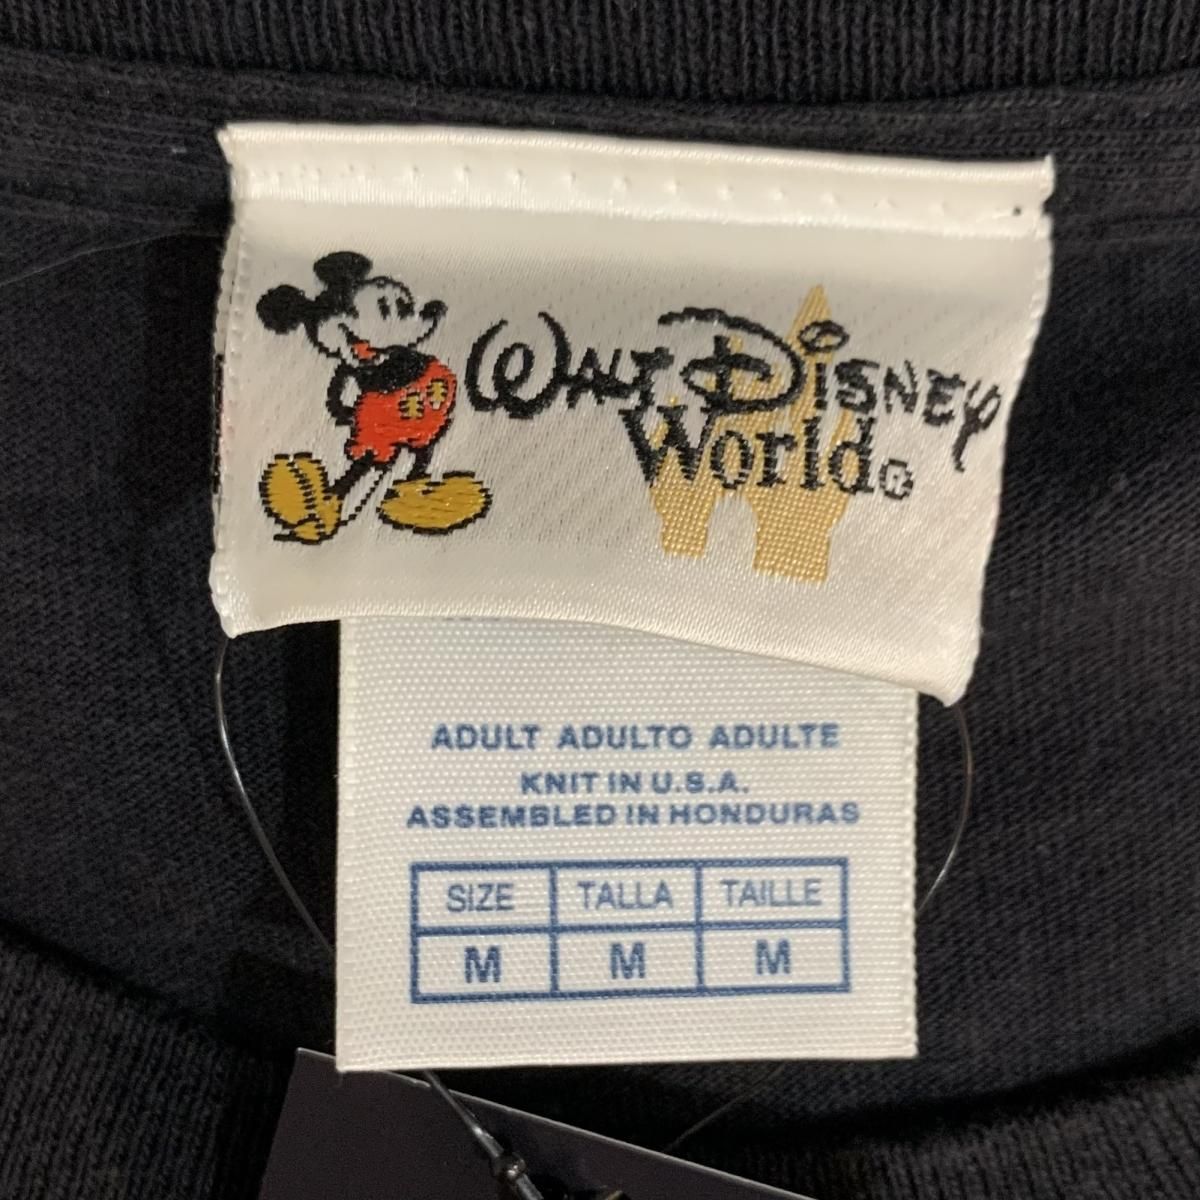 WALT DISNEY
World®
ADULT ADULTO ADULTE
KNIT IN U.S.A.
ASSEMBLED IN HONDURAS
SIZE TALLA TAILLE
M M M